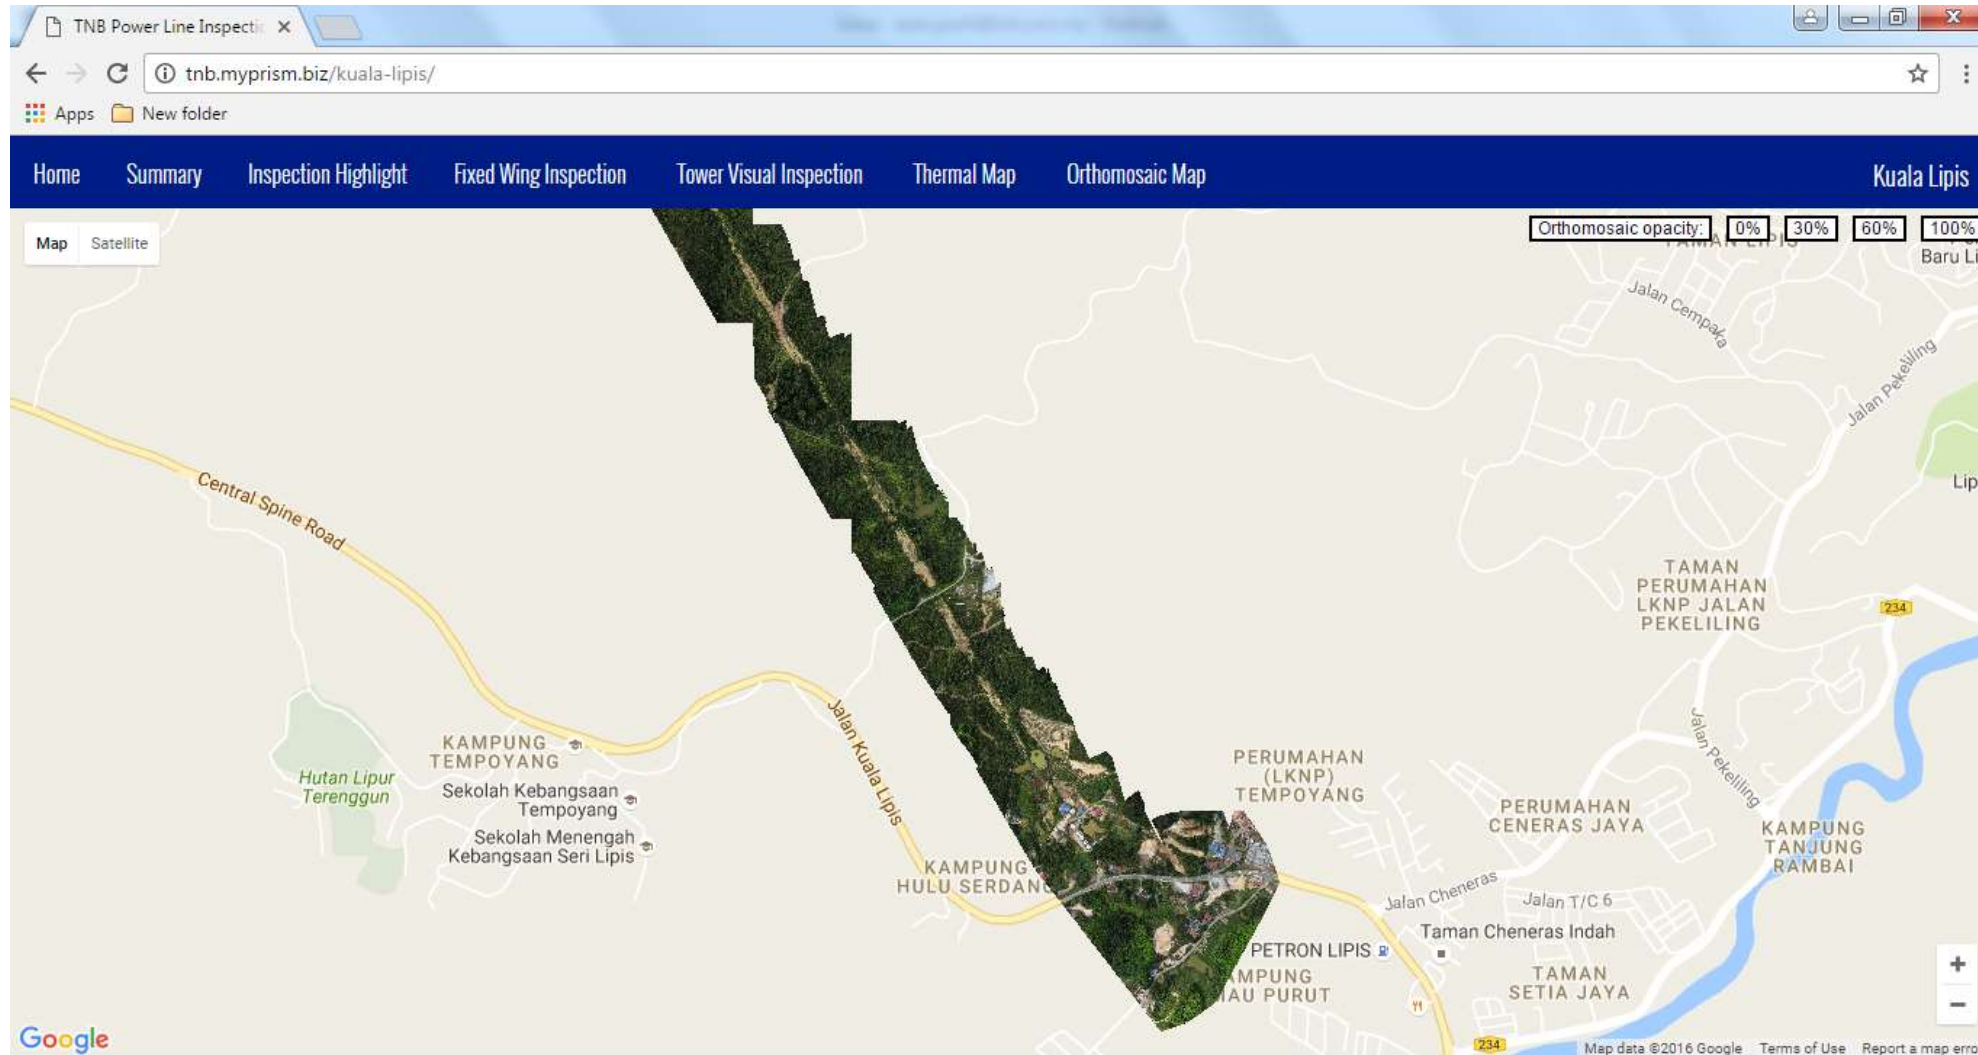 TNB Power Line Inspecti
tnb.myprism.biz/kuala-lipis/
Apps New folder
Home Summary Inspection Highlight Fixed Wing Inspection Tower Visual Inspection Thermal Map Orthomosaic Map Kuala Lipis
Map Satellite
Orthomosaic opacity: 0% 30% 60% 100%
TAMAN LIPIS
Baru Li
Jalan Cempaka
Jalan Pekeliling
Lip
Central Spine Road
TAMAN
PERUMAHAN
LKNP JALAN
PEKELILING
234
Jalan Kuala Lipis
Jalan Pekeliling
KAMPUNG
TEMPOYANG
Hutan Lipur
Terenggun
Sekolah Kebangsaan
Tempoyang
Sekolah Menengah
Kebangsaan Seri Lipis
PERUMAHAN
(LKNP)
TEMPOYANG
PERUMAHAN
CENERAS JAYA
KAMPUNG
TANJUNG
RAMBAI
KAMPUNG
HULU SERDANG
Jalan Cheneras
Jalan T/C 6
Taman Cheneras Indah
PETRON LIPIS
AMPUNG
IAU PURUT
TAMAN
SETIA JAYA
234
Google
Map data ©2016 Google Terms of Use Report a map erro